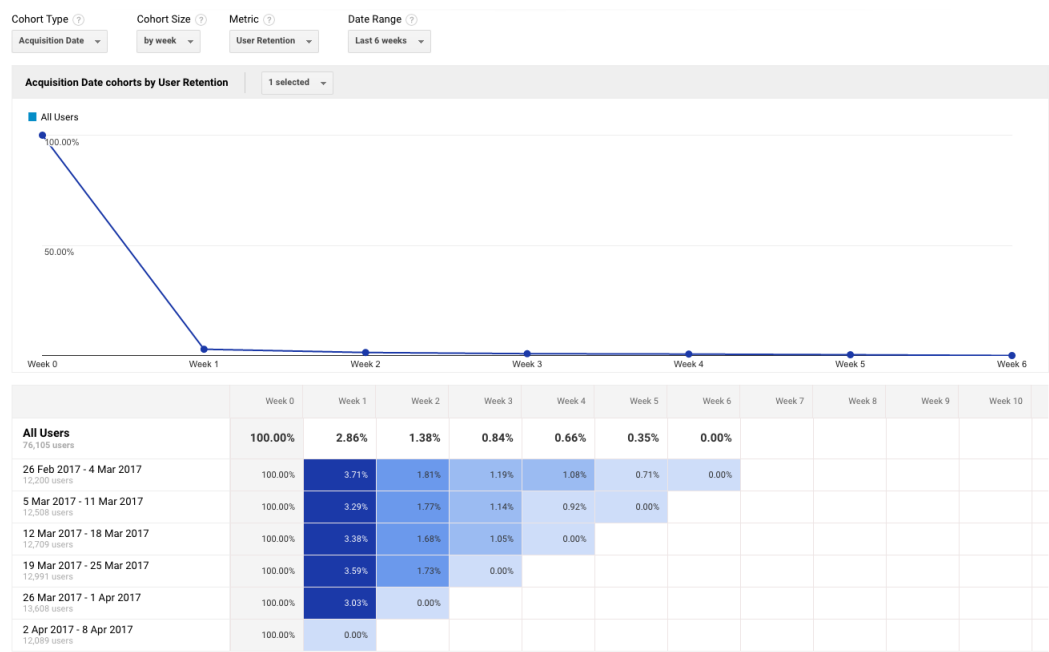 Cohort Type ? Cohort Size ? Metric ? Date Range ?
Acquisition Date by week User Retention Last 6 weeks
Acquisition Date cohorts by User Retention 1 selected
All Users
100.00%
50.00%
Week 0 Week 1 Week 2 Week 3 Week 4 Week 5 Week 6
Week 0 Week 1 Week 2 Week 3 Week 4 Week 5 Week 6 Week 7 Week 8 Week 9 Week 10
All Users
76,105 users
100.00% 2.86% 1.38% 0.84% 0.66% 0.35% 0.00%
26 Feb 2017 - 4 Mar 2017
12,200 users
100.00% 3.71% 1.81% 1.19% 1.08% 0.71% 0.00%
5 Mar 2017 - 11 Mar 2017
12,508 users
100.00% 3.29% 1.77% 1.14% 0.92% 0.00%
12 Mar 2017 - 18 Mar 2017
12,709 users
100.00% 3.38% 1.68% 1.05% 0.00%
19 Mar 2017 - 25 Mar 2017
12,991 users
100.00% 3.59% 1.73% 0.00%
26 Mar 2017 - 1 Apr 2017
13,608 users
100.00% 3.03% 0.00%
2 Apr 2017 - 8 Apr 2017
12,089 users
100.00% 0.00%